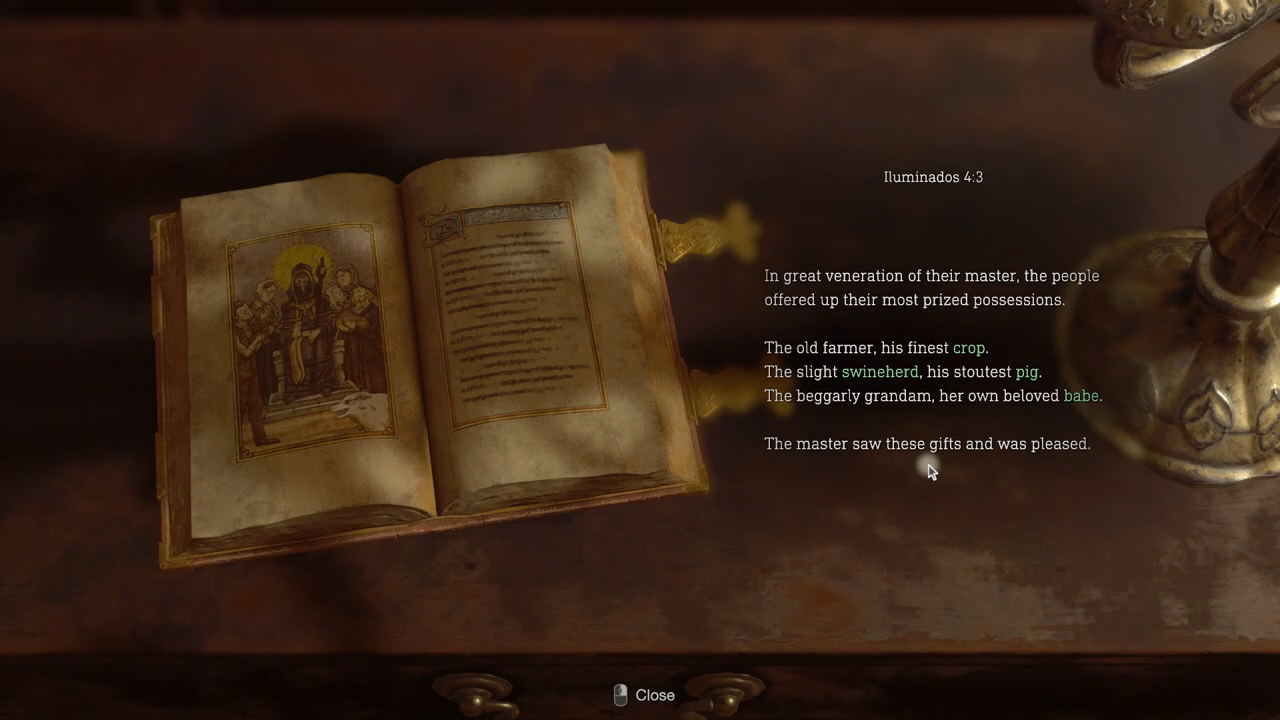 Iluminados 4:3
In great veneration of their master, the people
offered up their most prized possessions.
The old farmer, his finest crop.
The slight swineherd, his stoutest pig.
The beggarly grandam, her own beloved babe.
The master saw these gifts and was pleased.
Close